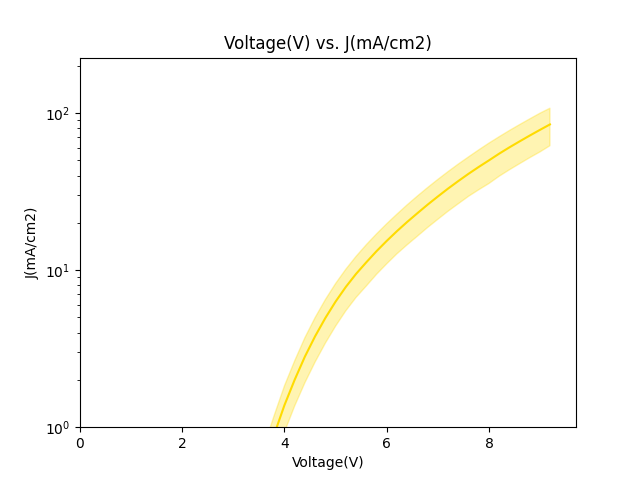 Voltage(V) vs. J(mA/cm2)
10²
10¹
10⁰
J(mA/cm2)
0 2 4 6 8
Voltage(V)